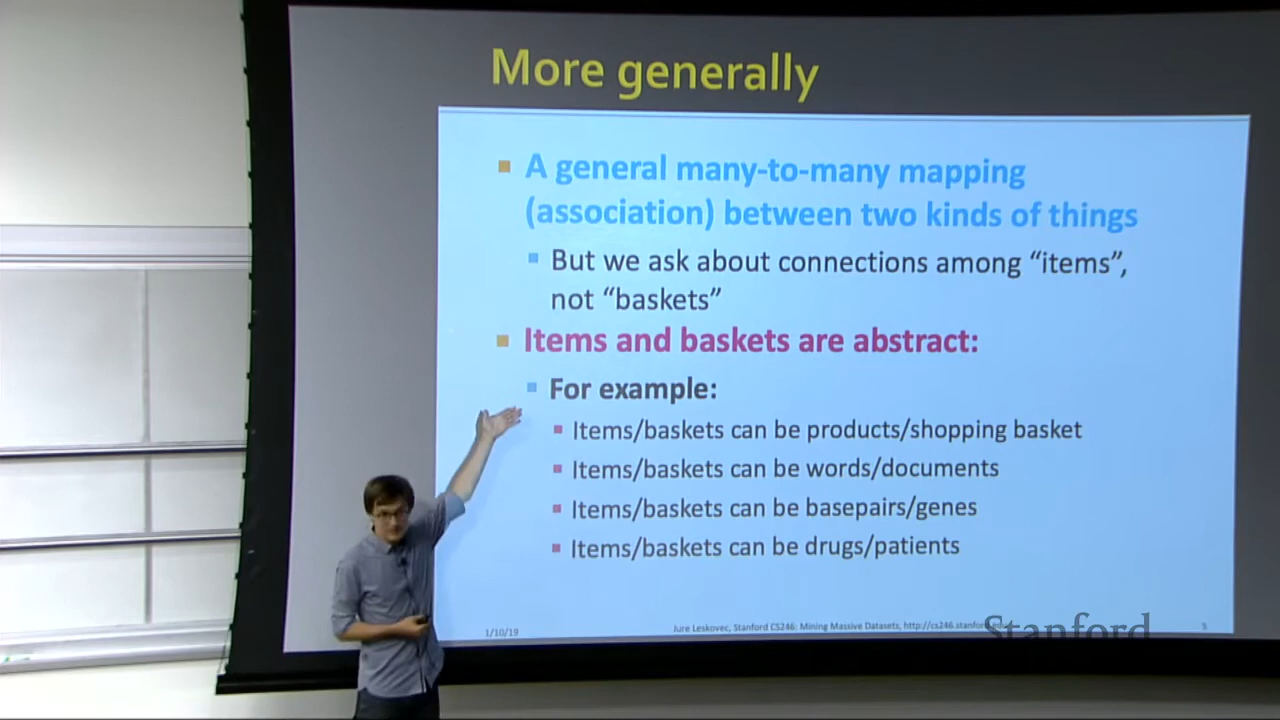 More generally
A general many-to-many mapping
(association) between two kinds of things
But we ask about connections among “items”,
not “baskets”
Items and baskets are abstract:
For example:
Items/baskets can be products/shopping basket
Items/baskets can be words/documents
Items/baskets can be basepairs/genes
Items/baskets can be drugs/patients
1/10/19
Jure Leskovec, Stanford CS246: Mining Massive Datasets, http://cs246.stanford
Stanford
5